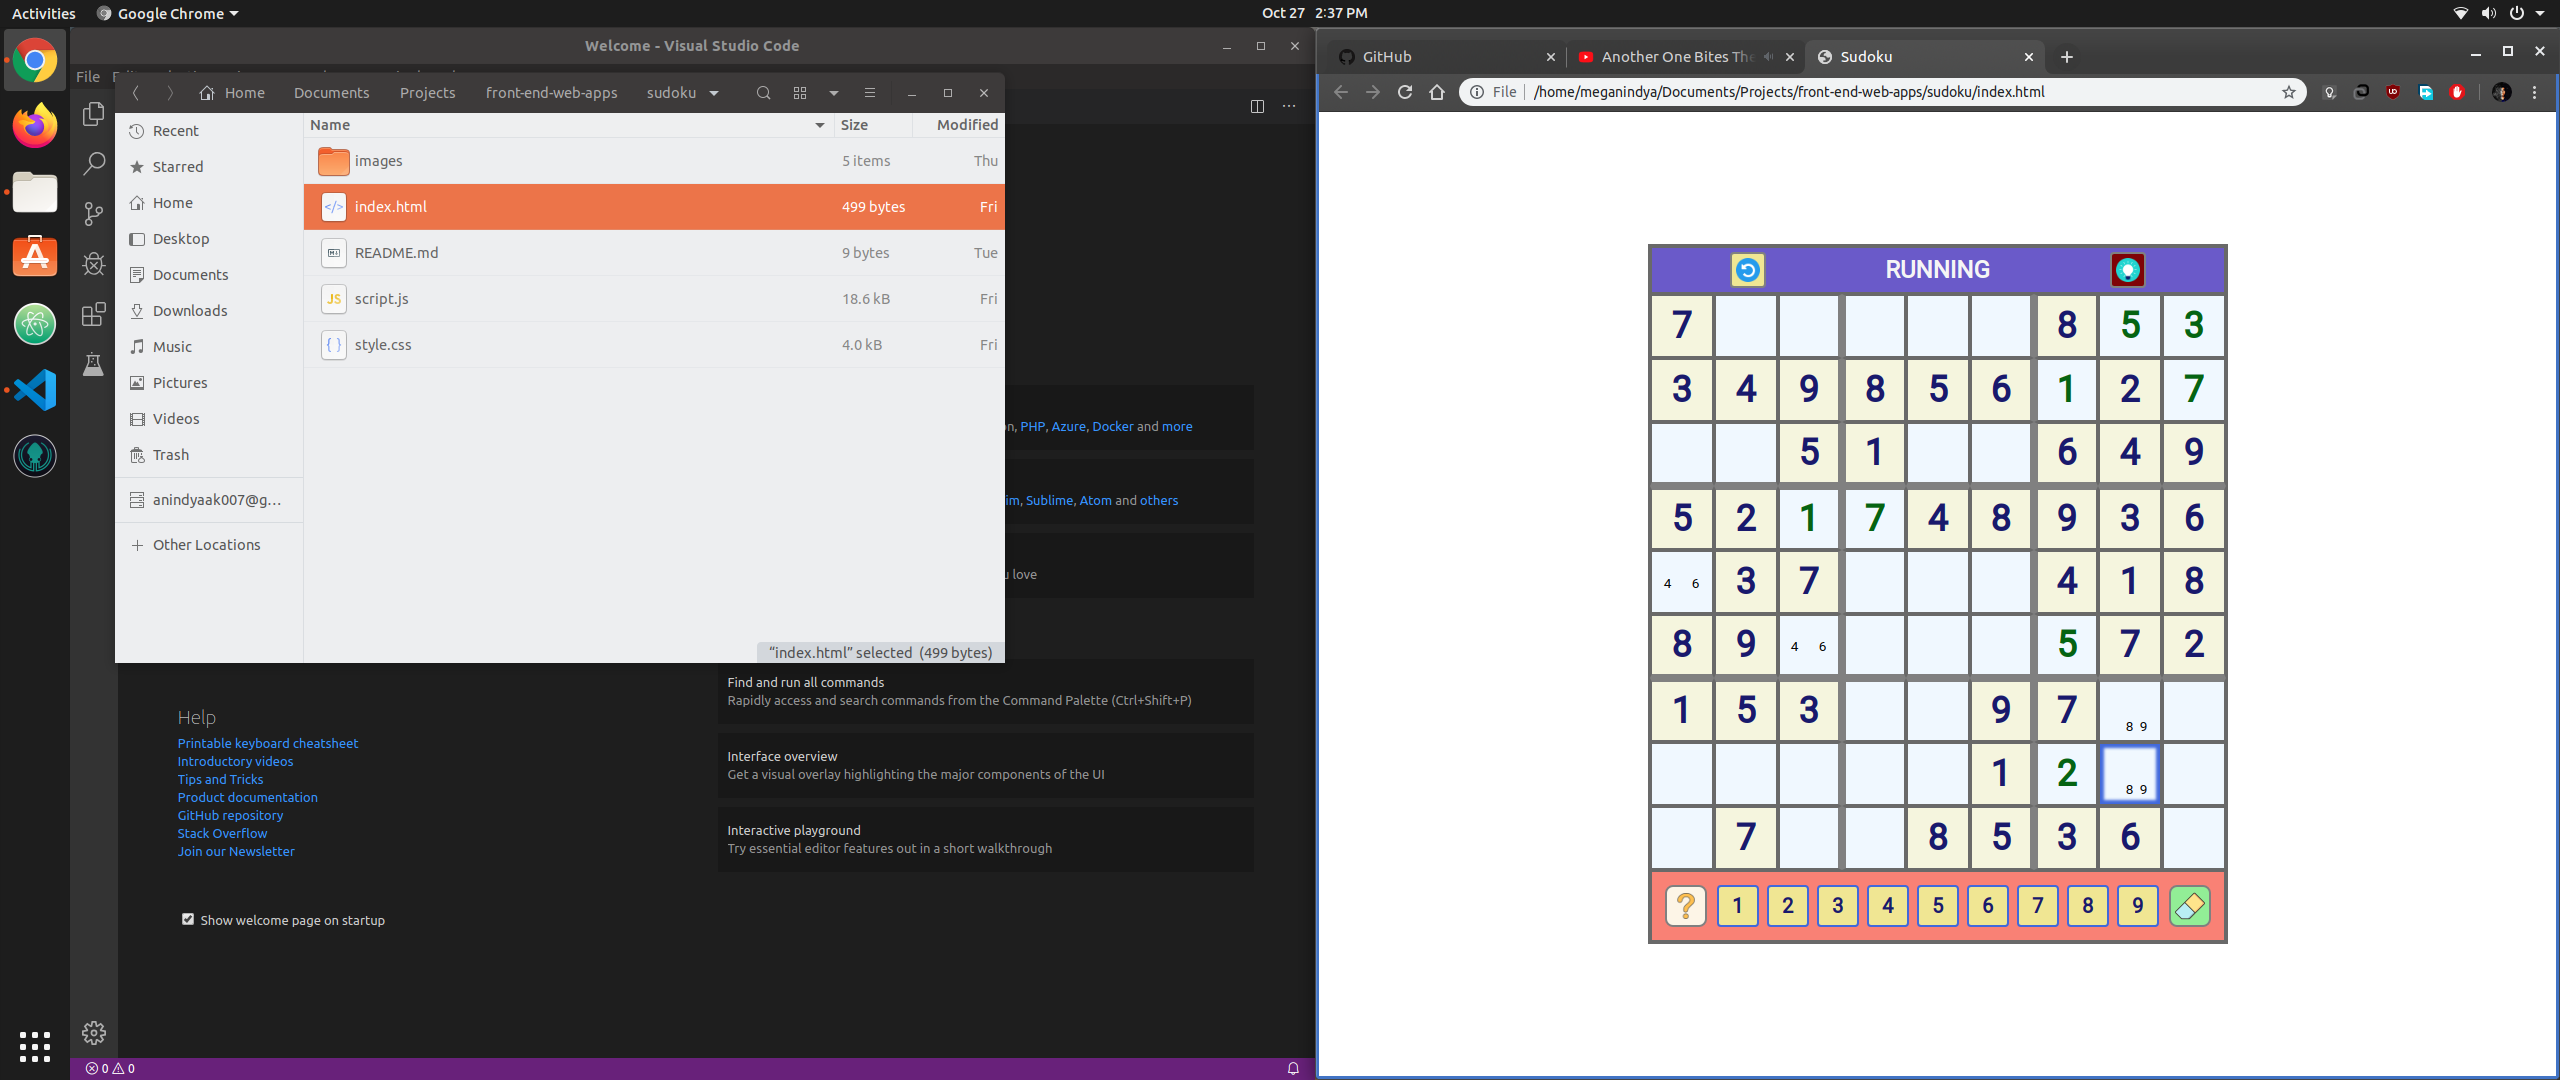 Activities Google Chrome Oct 27 2:37 PM
Welcome - Visual Studio Code
File
Home Documents Projects front-end-web-apps sudoku
Recent
Starred
Home
Desktop
Documents
Downloads
Music
Pictures
Videos
Trash
anindyaak007@g...
Other Locations
Name Size Modified
images 5 items Thu
index.html 499 bytes Fri
README.md 9 bytes Tue
script.js 18.6 kB Fri
style.css 4.0 kB Fri
"index.html" selected (499 bytes)
PHP, Azure, Docker and more
Sublime, Atom and others
love
Find and run all commands
Rapidly access and search commands from the Command Palette (Ctrl+Shift+P)
Interface overview
Get a visual overlay highlighting the major components of the UI
Interactive playground
Try essential editor features out in a short walkthrough
Help
Printable keyboard cheatsheet
Introductory videos
Tips and Tricks
Product documentation
GitHub repository
Stack Overflow
Join our Newsletter
Show welcome page on startup
0 0
GitHub Another One Bites The Sudoku
File /home/meganindya/Documents/Projects/front-end-web-apps/sudoku/index.html
RUNNING
7 8 5 3
3 4 9 8 5 6 1 2 7
5 1 6 4 9
5 2 1 7 4 8 9 3 6
4 6 3 7 4 1 8
8 9 4 6 5 7 2
1 5 3 9 7 8 9
1 2 8 9
7 8 5 3 6
? 1 2 3 4 5 6 7 8 9